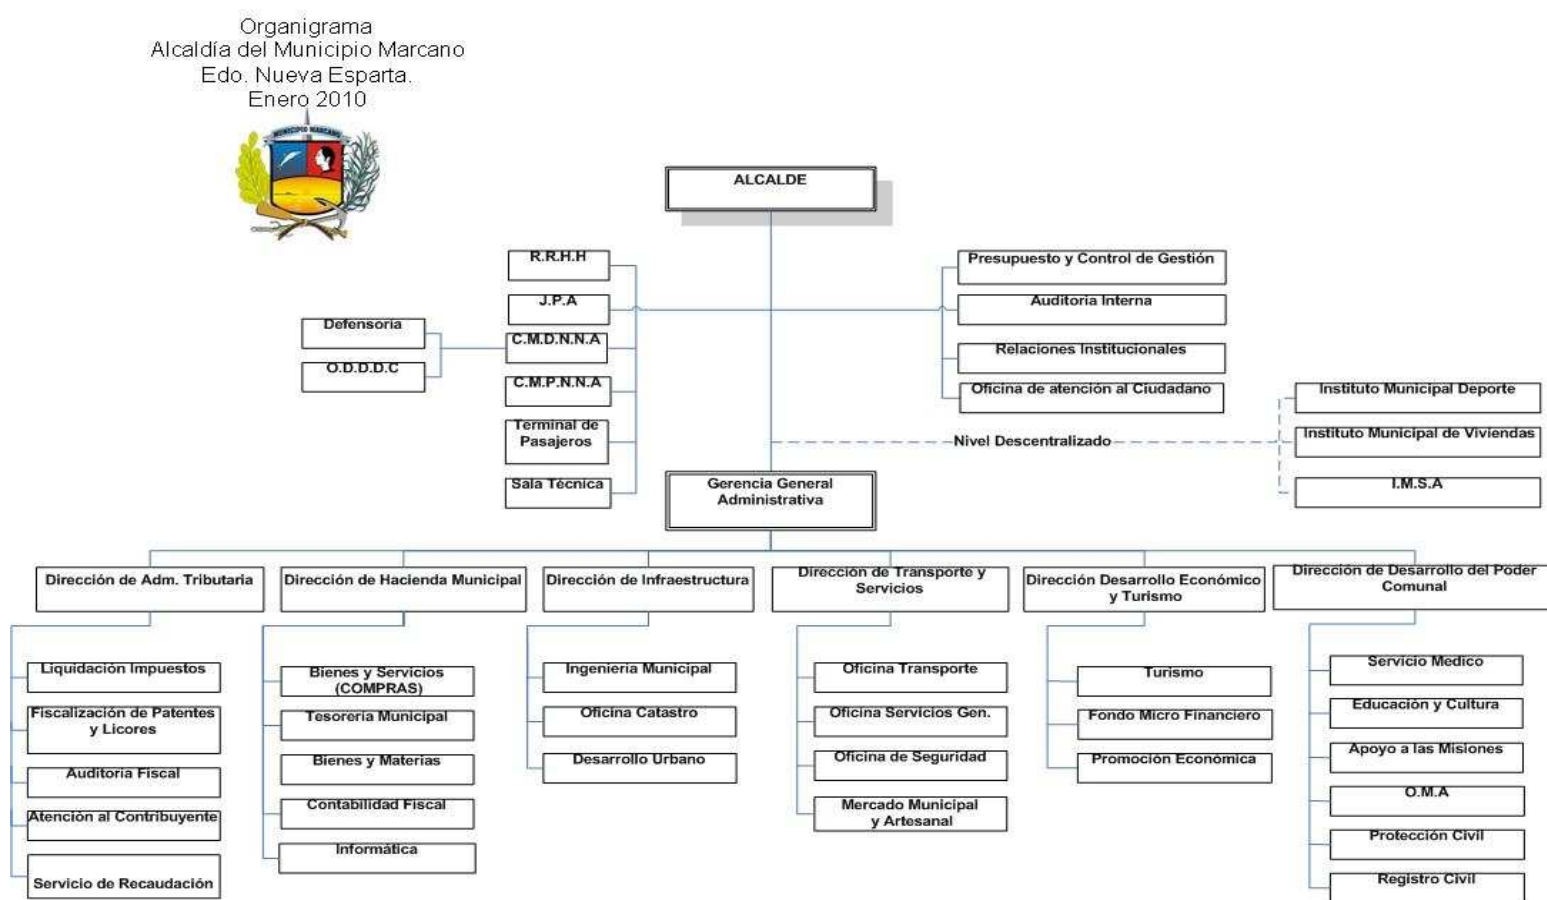 Organigrama
Alcaldía del Municipio Marcano
Edo. Nueva Esparta.
Enero 2010
MUNICIPIO MARCANO
ALCALDE
R.R.H.H
J.P.A
C.M.D.N.N.A
C.M.P.N.N.A
Terminal de
Pasajeros
Sala Técnica
Defensoría
O.D.D.D.C
Presupuesto y Control de Gestión
Auditoria Interna
Relaciones Institucionales
Oficina de atención al Ciudadano
Nivel Descentralizado
Instituto Municipal Deporte
Instituto Municipal de Viviendas
I.M.S.A
Gerencia General
Administrativa
Dirección de Adm. Tributaria
Liquidación Impuestos
Fiscalización de Patentes
y Licores
Auditoría Fiscal
Atención al Contribuyente
Servicio de Recaudación
Dirección de Hacienda Municipal
Bienes y Servicios
(COMPRAS)
Tesorería Municipal
Bienes y Materias
Contabilidad Fiscal
Informática
Dirección de Infraestructura
Ingeniería Municipal
Oficina Catastro
Desarrollo Urbano
Dirección de Transporte y
Servicios
Oficina Transporte
Oficina Servicios Gen.
Oficina de Seguridad
Mercado Municipal
y Artesanal
Dirección Desarrollo Económico
y Turismo
Turismo
Fondo Micro Financiero
Promoción Económica
Dirección de Desarrollo del Poder
Comunal
Servicio Medico
Educación y Cultura
Apoyo a las Misiones
O.M.A
Protección Civil
Registro Civil